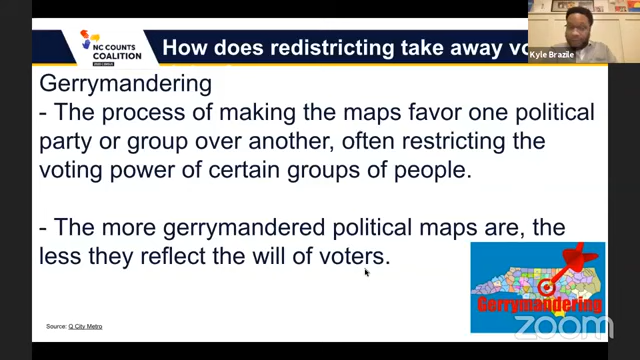 NC COUNTS
COALITION
How does redistricting take away vo
Kyle Brazile
Gerrymandering
- The process of making the maps favor one political
party or group over another, often restricting the
voting power of certain groups of people.
- The more gerrymandered political maps are, the
less they reflect the will of voters.
Gerrymandering
zoom
Source: Q City Metro